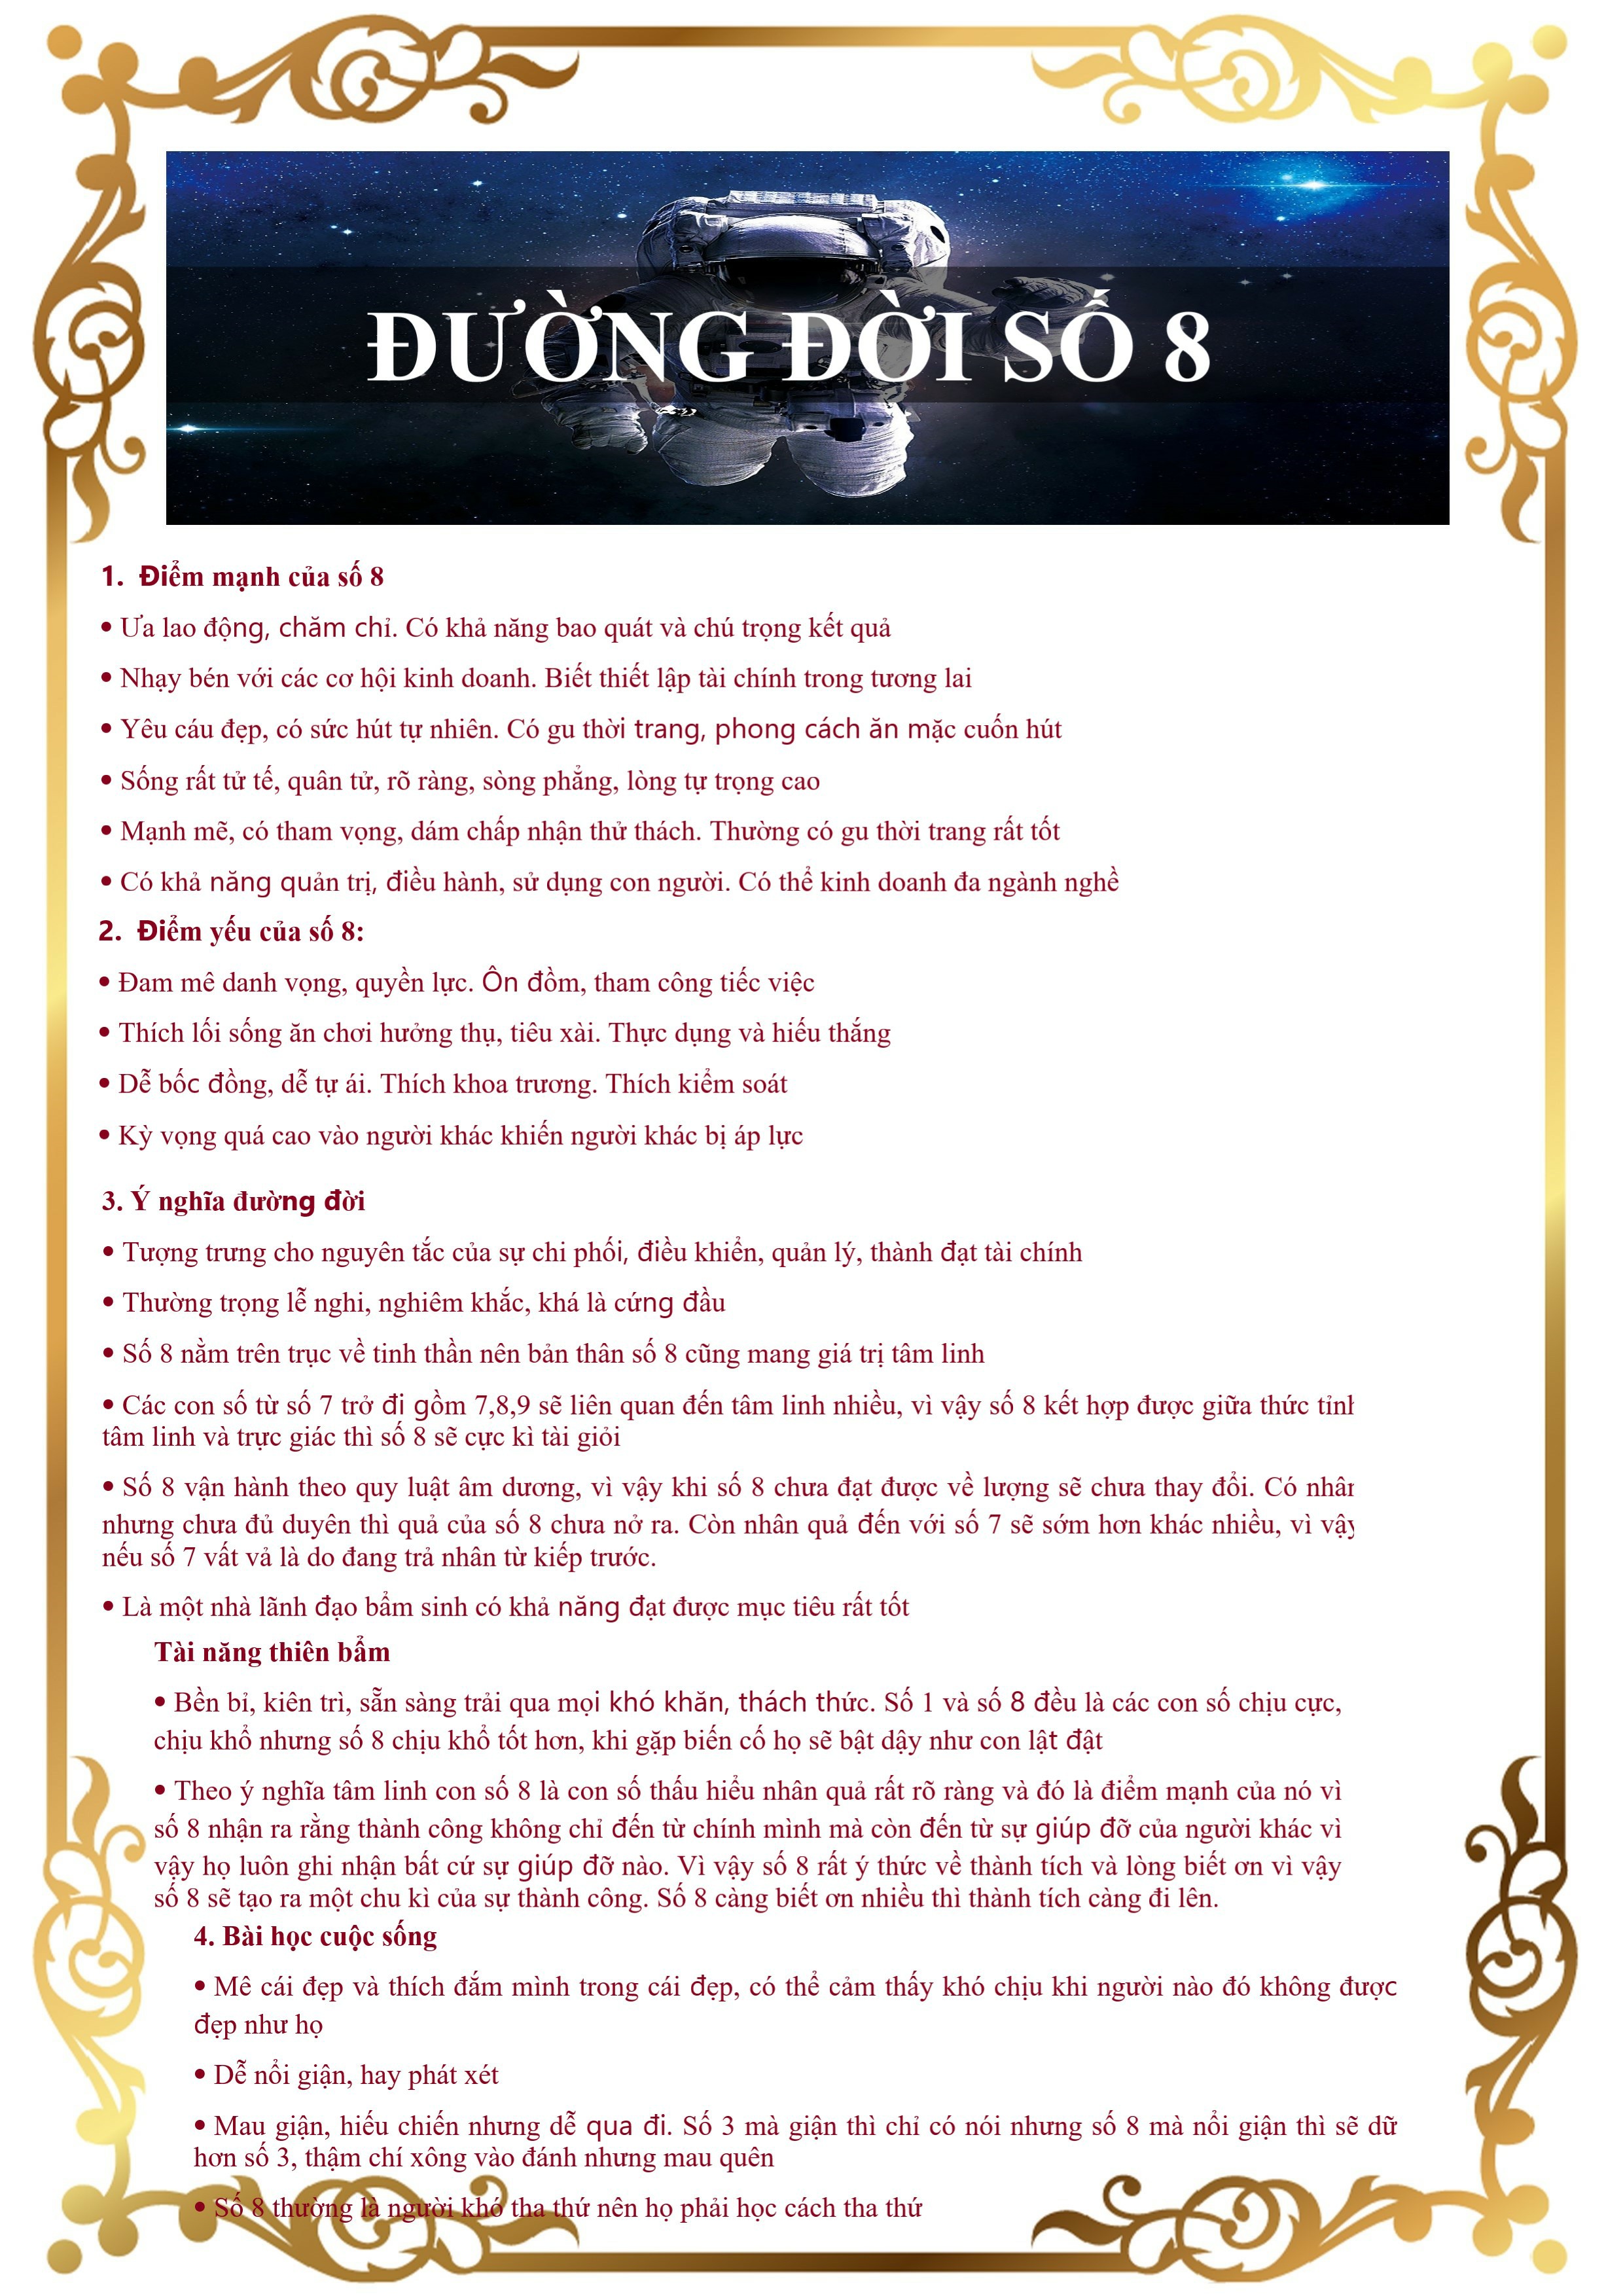 ĐƯỜNG ĐỜI SỐ 8
1. Điểm mạnh của số 8
• Ưa lao động, chăm chỉ. Có khả năng bao quát và chú trọng kết quả
• Nhạy bén với các cơ hội kinh doanh. Biết thiết lập tài chính trong tương lai
• Yêu cáu đẹp, có sức hút tự nhiên. Có gu thời trang, phong cách ăn mặc cuốn hút
• Sống rất tử tế, quân tử, rõ ràng, sòng phẳng, lòng tự trọng cao
• Mạnh mẽ, có tham vọng, dám chấp nhận thử thách. Thường có gu thời trang rất tốt
• Có khả năng quản trị, điều hành, sử dụng con người. Có thể kinh doanh đa ngành nghề
2. Điểm yếu của số 8:
• Đam mê danh vọng, quyền lực. Ôn đồm, tham công tiếc việc
• Thích lối sống ăn chơi hưởng thụ, tiêu xài. Thực dụng và hiếu thắng
• Dễ bốc đồng, dễ tự ái. Thích khoa trương. Thích kiểm soát
• Kỳ vọng quá cao vào người khác khiến người khác bị áp lực
3. Ý nghĩa đường đời
• Tượng trưng cho nguyên tắc của sự chi phối, điều khiển, quản lý, thành đạt tài chính
• Thường trọng lễ nghi, nghiêm khắc, khá là cứng đầu
• Số 8 nằm trên trục về tinh thần nên bản thân số 8 cũng mang giá trị tâm linh
• Các con số từ số 7 trở đi gồm 7,8,9 sẽ liên quan đến tâm linh nhiều, vì vậy số 8 kết hợp được giữa thức tỉnh
tâm linh và trực giác thì số 8 sẽ cực kì tài giỏi
• Số 8 vận hành theo quy luật âm dương, vì vậy khi số 8 chưa đạt được về lượng sẽ chưa thay đổi. Có nhân
nhưng chưa đủ duyên thì quả của số 8 chưa nở ra. Còn nhân quả đến với số 7 sẽ sớm hơn khác nhiều, vì vậy
nếu số 7 vất vả là do đang trả nhân từ kiếp trước.
• Là một nhà lãnh đạo bẩm sinh có khả năng đạt được mục tiêu rất tốt
Tài năng thiên bẩm
• Bền bỉ, kiên trì, sẵn sàng trải qua mọi khó khăn, thách thức. Số 1 và số 8 đều là các con số chịu cực,
chịu khổ nhưng số 8 chịu khổ tốt hơn, khi gặp biến cố họ sẽ bật dậy như con lật đật
• Theo ý nghĩa tâm linh con số 8 là con số thấu hiểu nhân quả rất rõ ràng và đó là điểm mạnh của nó vì
số 8 nhận ra rằng thành công không chỉ đến từ chính mình mà còn đến từ sự giúp đỡ của người khác vì
vậy họ luôn ghi nhận bất cứ sự giúp đỡ nào. Vì vậy số 8 rất ý thức về thành tích và lòng biết ơn vì vậy
số 8 sẽ tạo ra một chu kì của sự thành công. Số 8 càng biết ơn nhiều thì thành tích càng đi lên.
4. Bài học cuộc sống
• Mê cái đẹp và thích đắm mình trong cái đẹp, có thể cảm thấy khó chịu khi người nào đó không được
đẹp như họ
• Dễ nổi giận, hay phát xét
• Mau giận, hiếu chiến nhưng dễ qua đi. Số 3 mà giận thì chỉ có nói nhưng số 8 mà nổi giận thì sẽ dữ
hơn số 3, thậm chí xông vào đánh nhưng mau quên
• Số 8 thường là người khó tha thứ nên họ phải học cách tha thứ